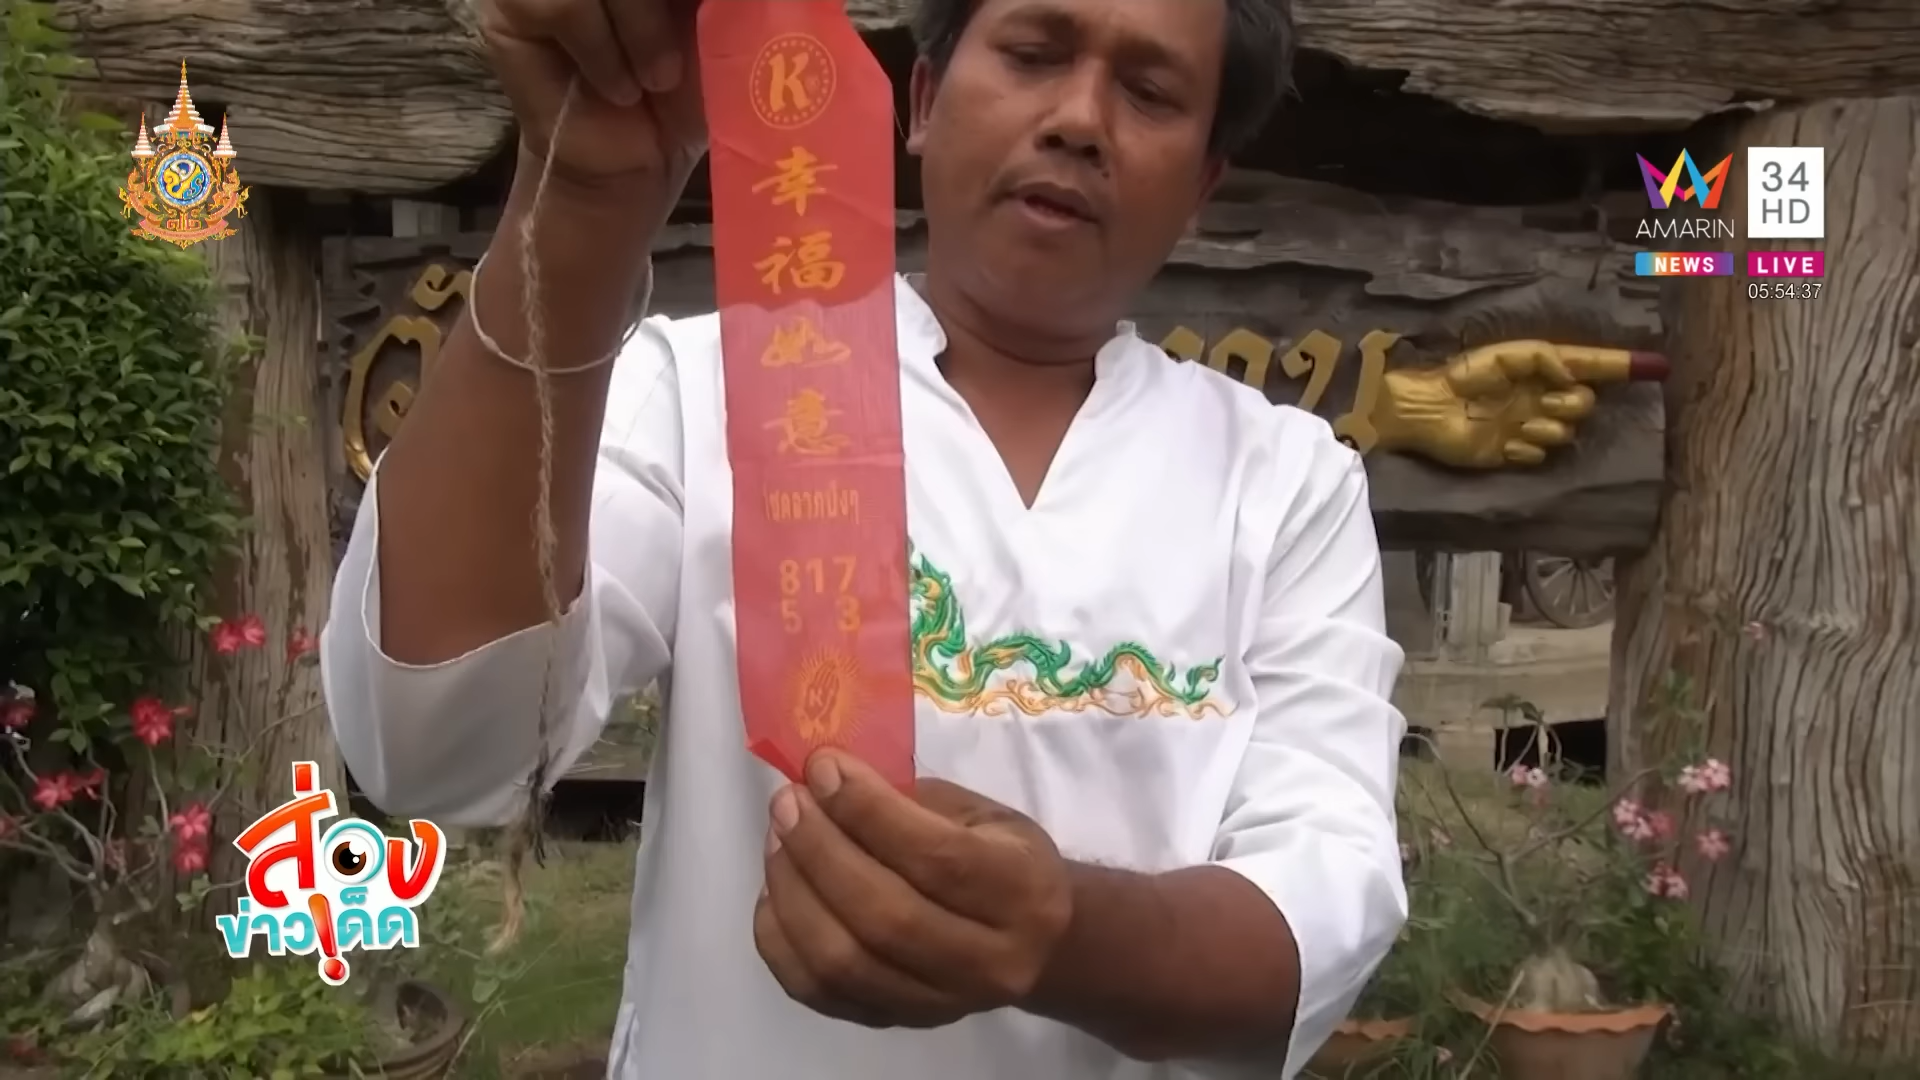 K
幸
福
如
意
โชคลาภปังๆ
817
5 3
K
AMARIN
34
HD
NEWS
LIVE
05:54:37
ส่อง
ข่าวเด็ด